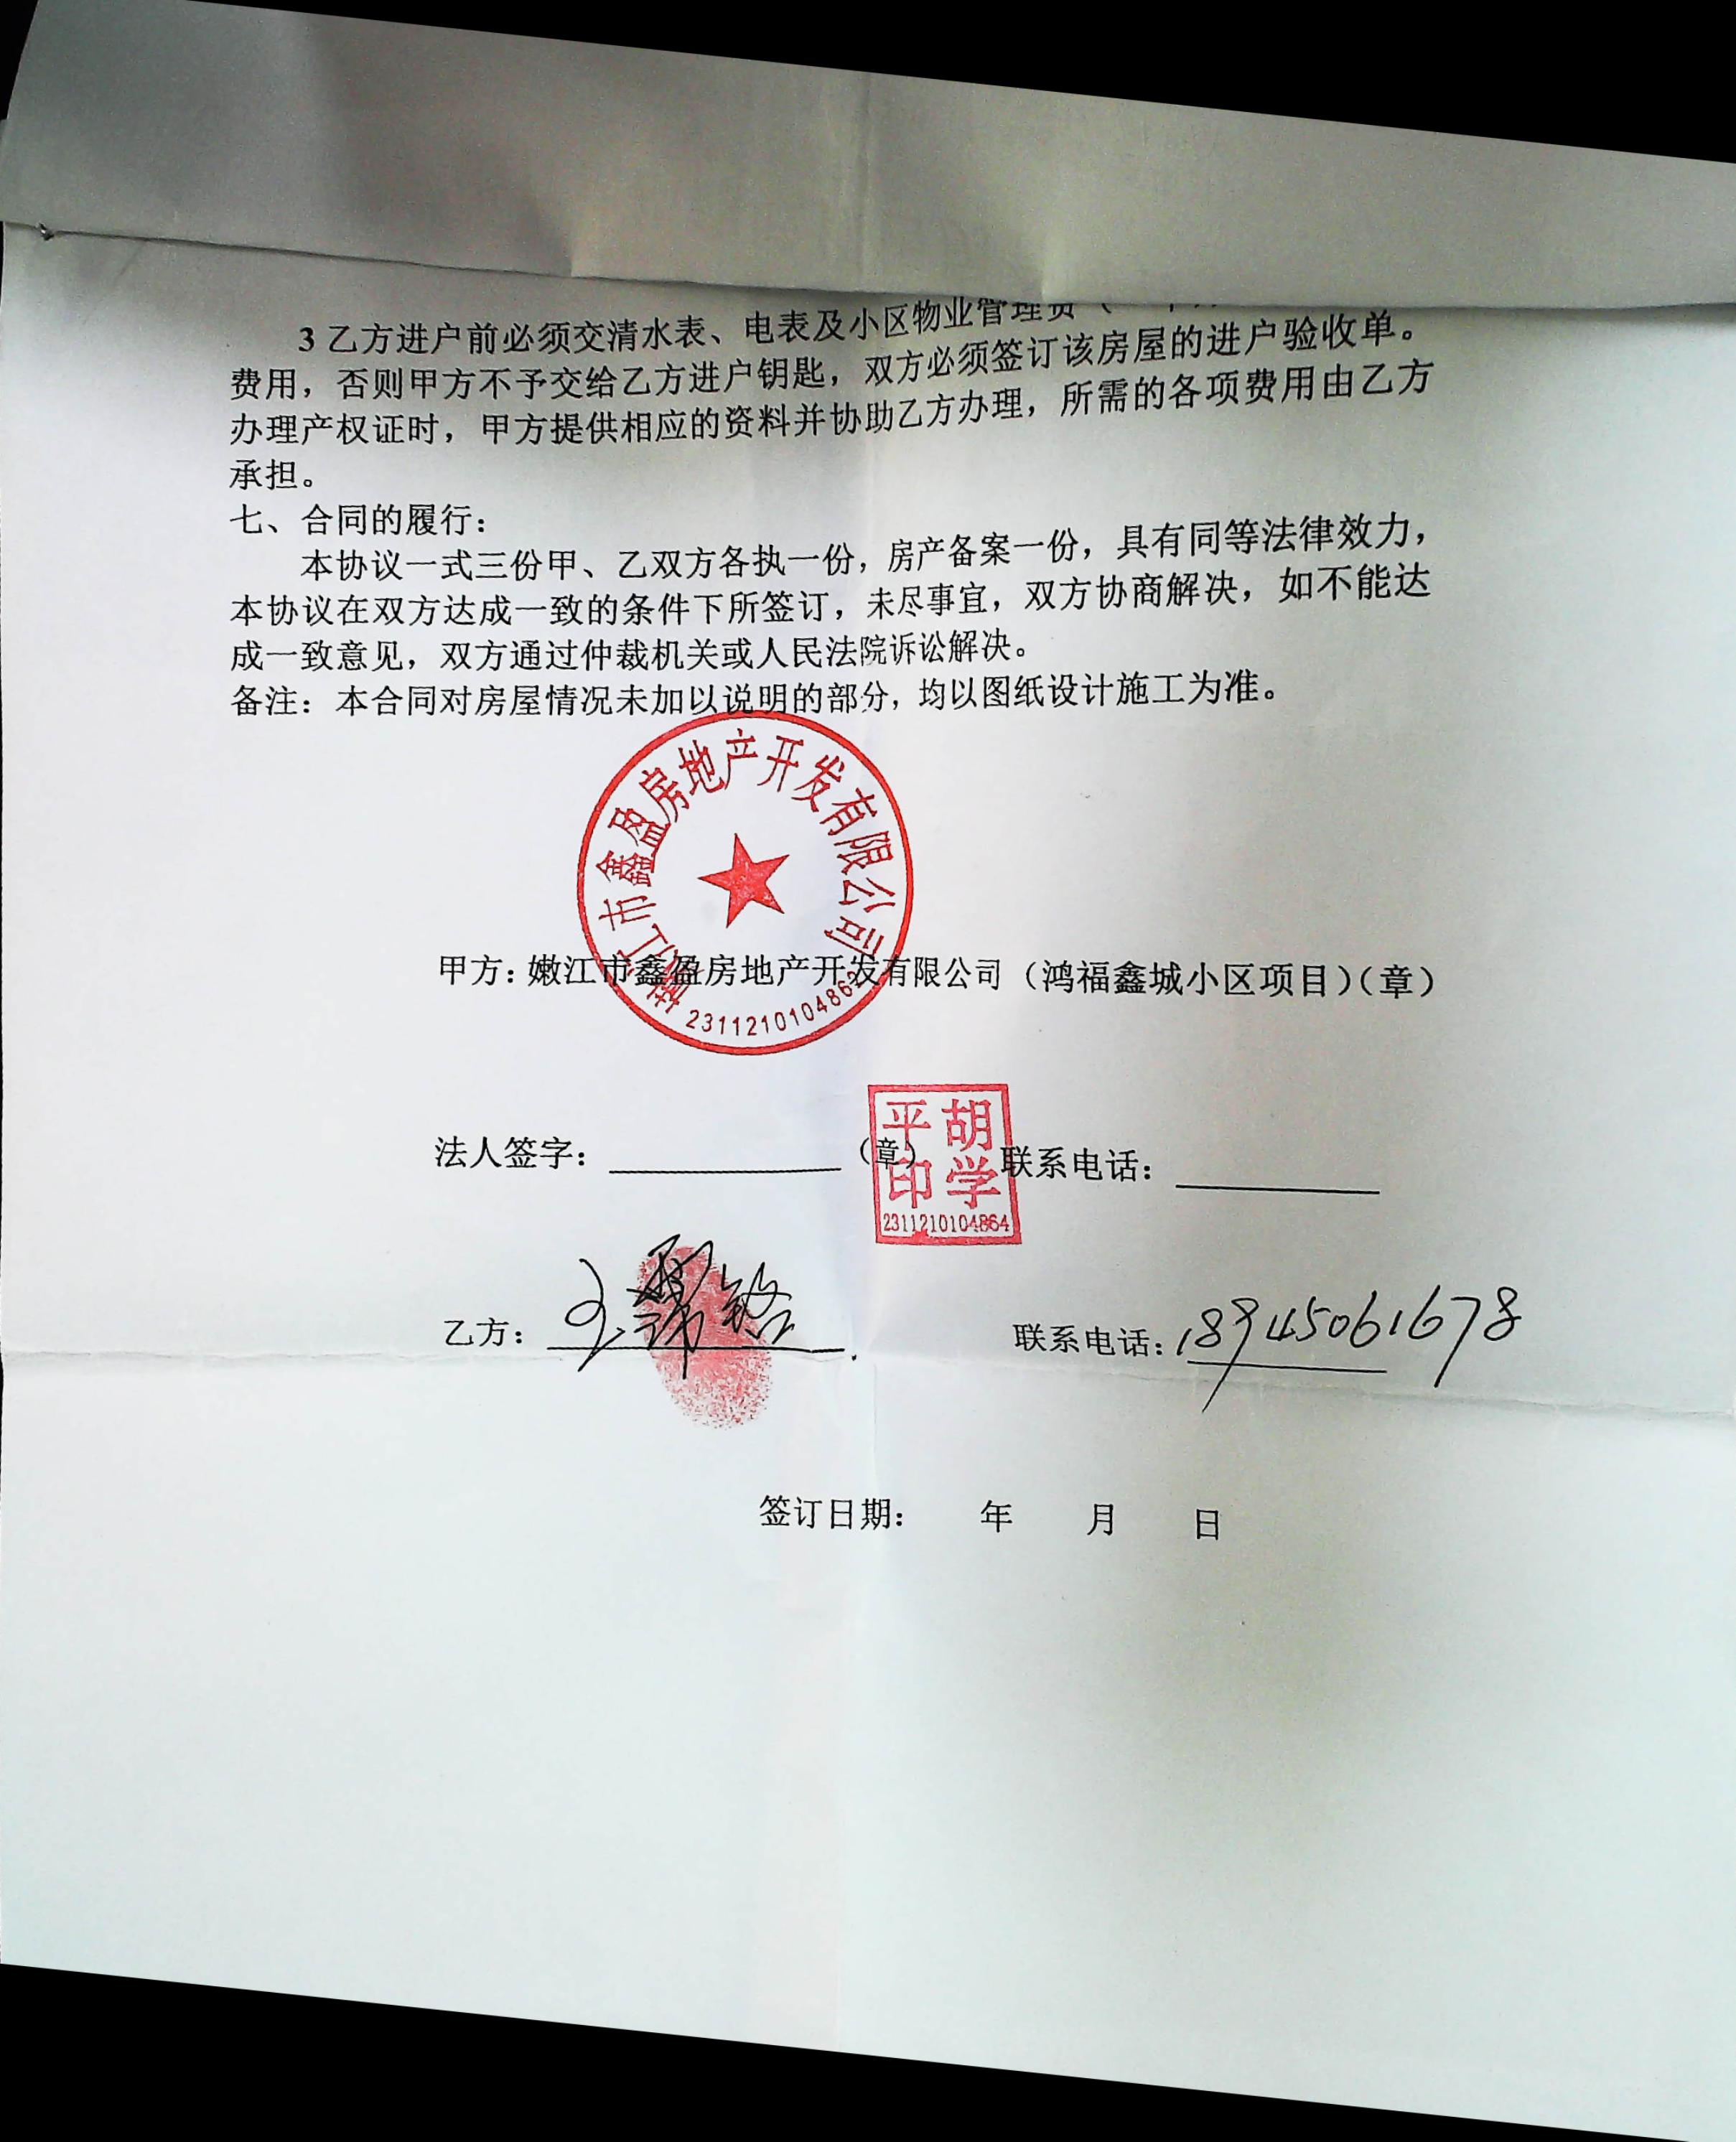 3 乙方进户前必须交清水表、电表及小区物业管理费（
费用，否则甲方不予交给乙方进户钥匙，双方必须签订该房屋的进户验收单。
办理产权证时，甲方提供相应的资料并协助乙方办理，所需的各项费用由乙方
承担。
七、合同的履行：
本协议一式三份甲、乙双方各执一份，房产备案一份，具有同等法律效力，
本协议在双方达成一致的条件下所签订，未尽事宜，双方协商解决，如不能达
成一致意见，双方通过仲裁机关或人民法院诉讼解决。
备注：本合同对房屋情况未加以说明的部分，均以图纸设计施工为准。
嫩江市鑫盈房地产开发有限公司
甲方：嫩江市鑫盈房地产开发有限公司（鸿福鑫城小区项目）（章）
2311210104863
法人签字：（章） 联系电话：
胡学平印
2311210104864
乙方： 联系电话：18945061678
签订日期： 年 月 日